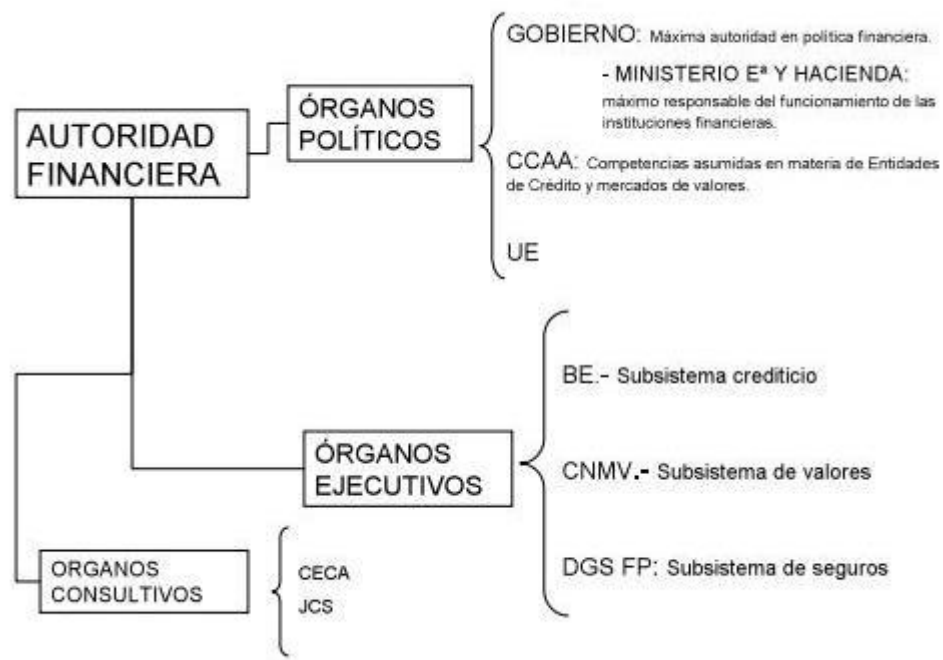 AUTORIDAD
FINANCIERA
ÓRGANOS
POLÍTICOS
GOBIERNO: Máxima autoridad en política financiera.
- MINISTERIO Eª Y HACIENDA:
máximo responsable del funcionamiento de las
instituciones financieras.
CCAA: Competencias asumidas en materia de Entidades
de Crédito y mercados de valores.
UE
ÓRGANOS
EJECUTIVOS
BE.- Subsistema crediticio
CNMV.- Subsistema de valores
DGS FP: Subsistema de seguros
ORGANOS
CONSULTIVOS
CECA
JCS